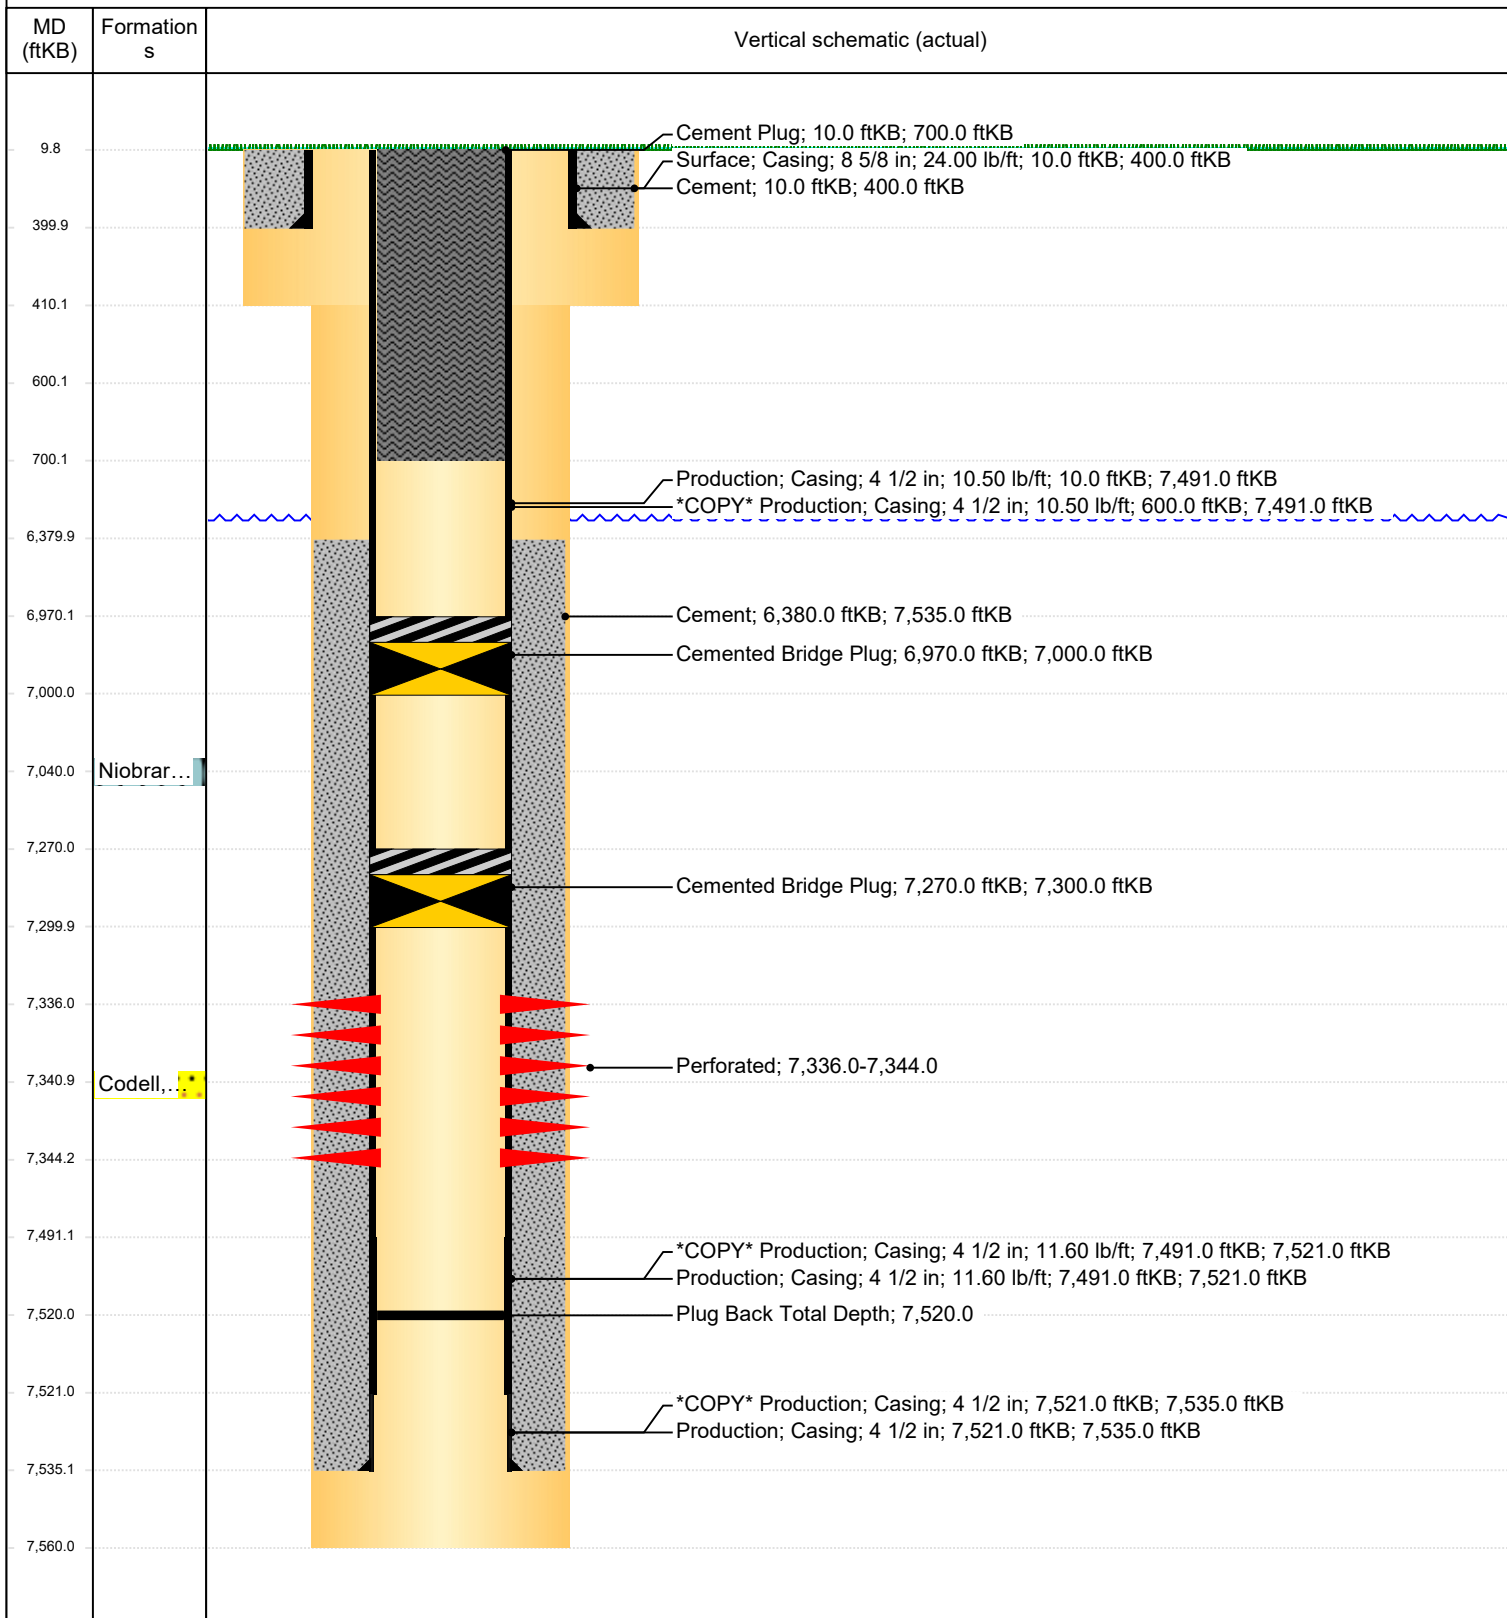 MD
(ftKB)
Formation
s
Vertical schematic (actual)
9.8
Cement Plug; 10.0 ftKB; 700.0 ftKB
Surface; Casing; 8 5/8 in; 24.00 lb/ft; 10.0 ftKB; 400.0 ftKB
Cement; 10.0 ftKB; 400.0 ftKB
399.9
410.1
600.1
700.1
Production; Casing; 4 1/2 in; 10.50 lb/ft; 10.0 ftKB; 7,491.0 ftKB
*COPY* Production; Casing; 4 1/2 in; 10.50 lb/ft; 600.0 ftKB; 7,491.0 ftKB
6,379.9
6,970.1
Cement; 6,380.0 ftKB; 7,535.0 ftKB
Cemented Bridge Plug; 6,970.0 ftKB; 7,000.0 ftKB
7,000.0
7,040.0
Niobrar…
7,270.0
Cemented Bridge Plug; 7,270.0 ftKB; 7,300.0 ftKB
7,299.9
7,336.0
Perforated; 7,336.0-7,344.0
7,340.9
Codell,…
7,344.2
7,491.1
*COPY* Production; Casing; 4 1/2 in; 11.60 lb/ft; 7,491.0 ftKB; 7,521.0 ftKB
Production; Casing; 4 1/2 in; 11.60 lb/ft; 7,491.0 ftKB; 7,521.0 ftKB
7,520.0
Plug Back Total Depth; 7,520.0
7,521.0
*COPY* Production; Casing; 4 1/2 in; 7,521.0 ftKB; 7,535.0 ftKB
Production; Casing; 4 1/2 in; 7,521.0 ftKB; 7,535.0 ftKB
7,535.1
7,560.0